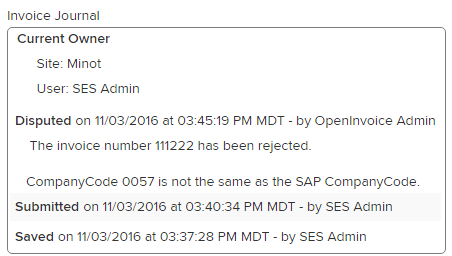 Invoice Journal
Current Owner
Site: Minot
User: SES Admin
Disputed on 11/03/2016 at 03:45:19 PM MDT - by OpenInvoice Admin
The invoice number 111222 has been rejected.
CompanyCode 0057 is not the same as the SAP CompanyCode.
Submitted on 11/03/2016 at 03:40:34 PM MDT - by SES Admin
Saved on 11/03/2016 at 03:37:28 PM MDT - by SES Admin